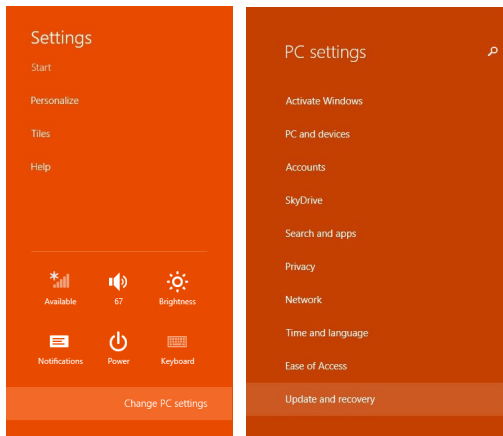 Settings
Start
Personalize
Tiles
Help
Available
67
Brightness
Notifications
Power
Keyboard
Change PC settings
PC settings
Activate Windows
PC and devices
Accounts
SkyDrive
Search and apps
Privacy
Network
Time and language
Ease of Access
Update and recovery